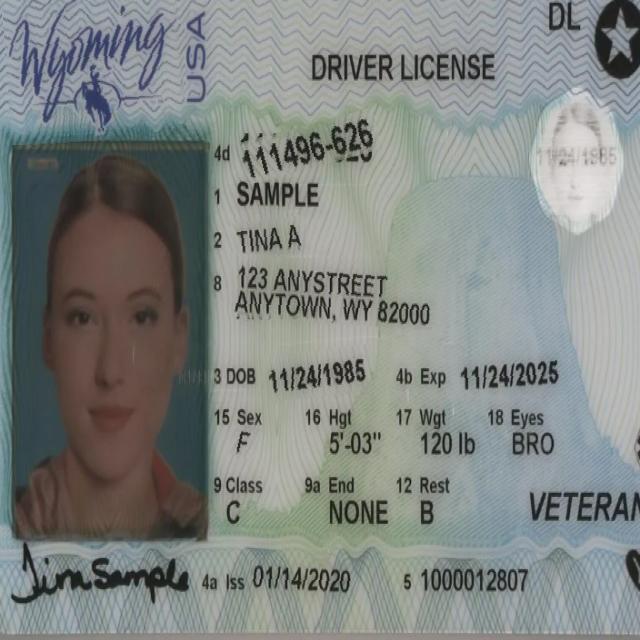 Wyoming
USA
DRIVER LICENSE
DL
4d 111496-626
1 SAMPLE
2 TINA A
8 123 ANYSTREET
ANYTOWN, WY 82000
11/24/1985
3 DOB 11/24/1985 4b Exp 11/24/2025
15 Sex 16 Hgt 17 Wgt 18 Eyes
F 5'-03" 120 lb BRO
9 Class 9a End 12 Rest
C NONE B
VETERAN
Tina Sample 4a Iss 01/14/2020 5 1000012807